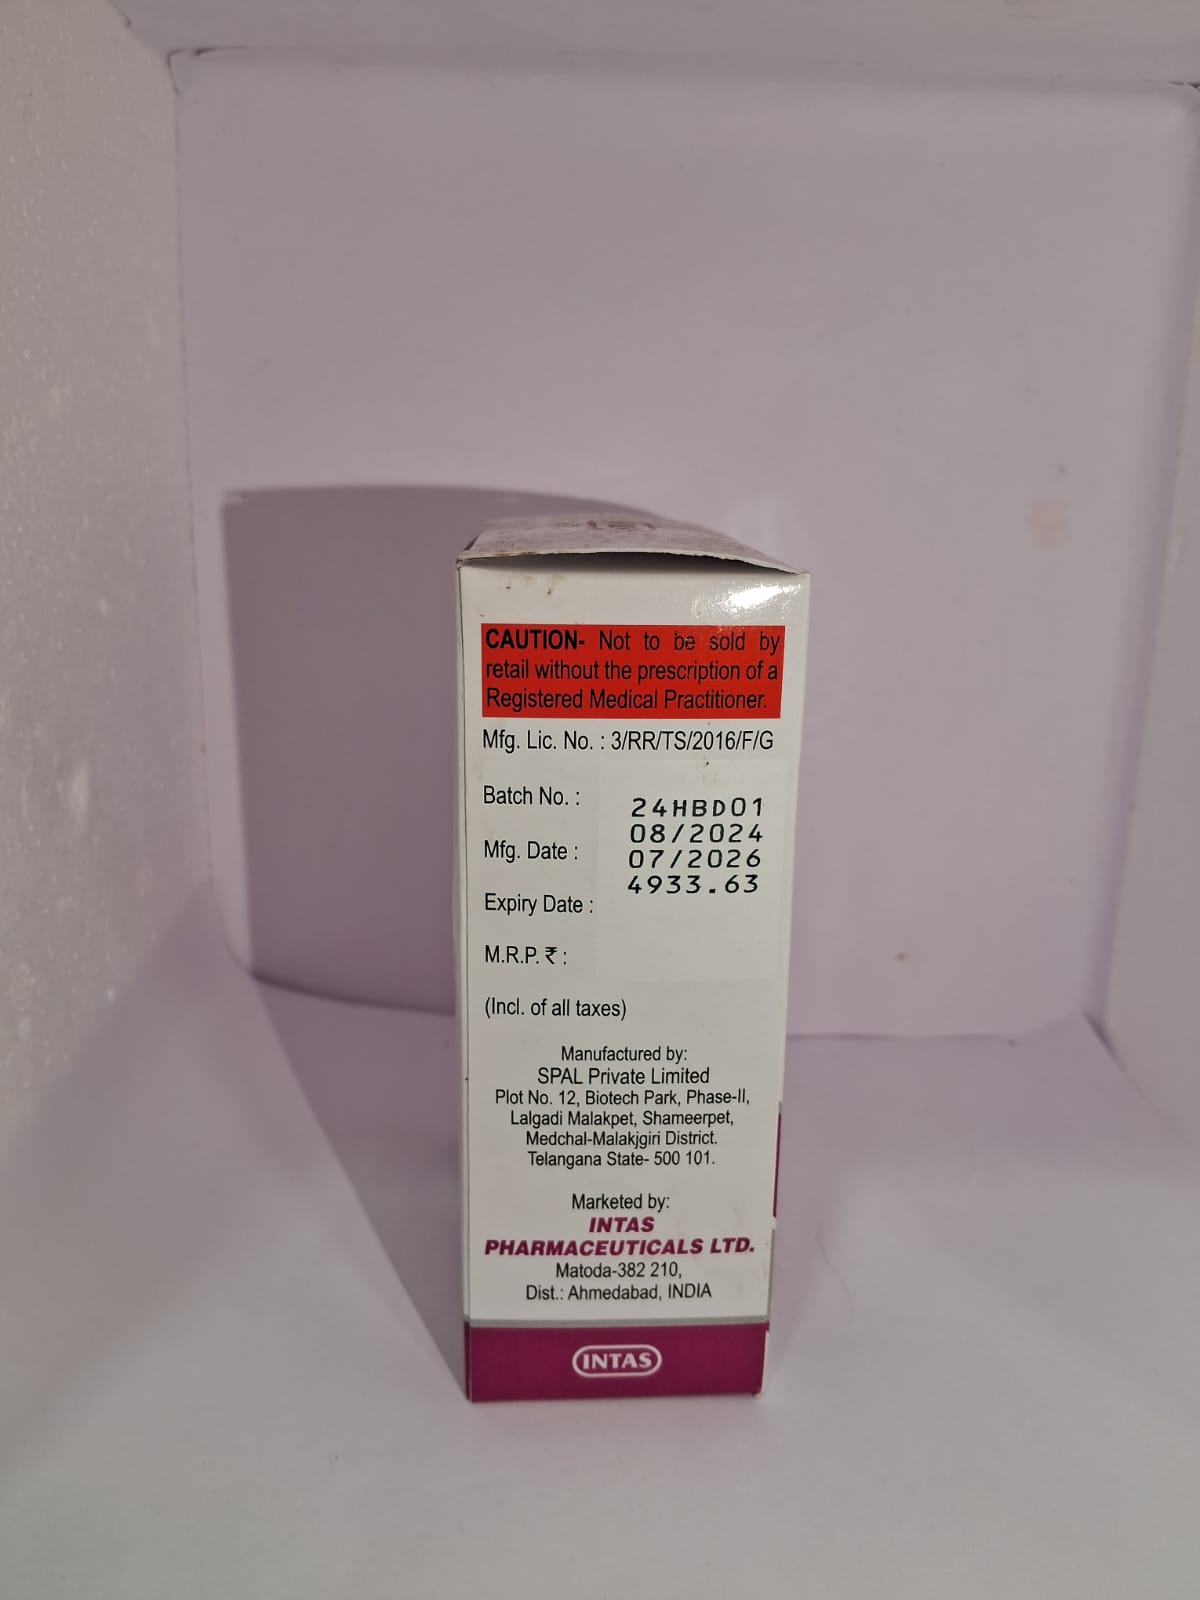 CAUTION- Not to be sold by
retail without the prescription of a
Registered Medical Practitioner.
Mfg. Lic. No. : 3/RR/TS/2016/F/G
Batch No. :
24HBD01
08/2024
Mfg. Date :
07/2026
4933.63
Expiry Date :
M.R.P. ₹ :
(Incl. of all taxes)
Manufactured by:
SPAL Private Limited
Plot No. 12, Biotech Park, Phase-II,
Lalgadi Malakpet, Shameerpet,
Medchal-Malakjgiri District.
Telangana State- 500 101.
Marketed by:
INTAS
PHARMACEUTICALS LTD.
Matoda-382 210,
Dist.: Ahmedabad, INDIA
INTAS